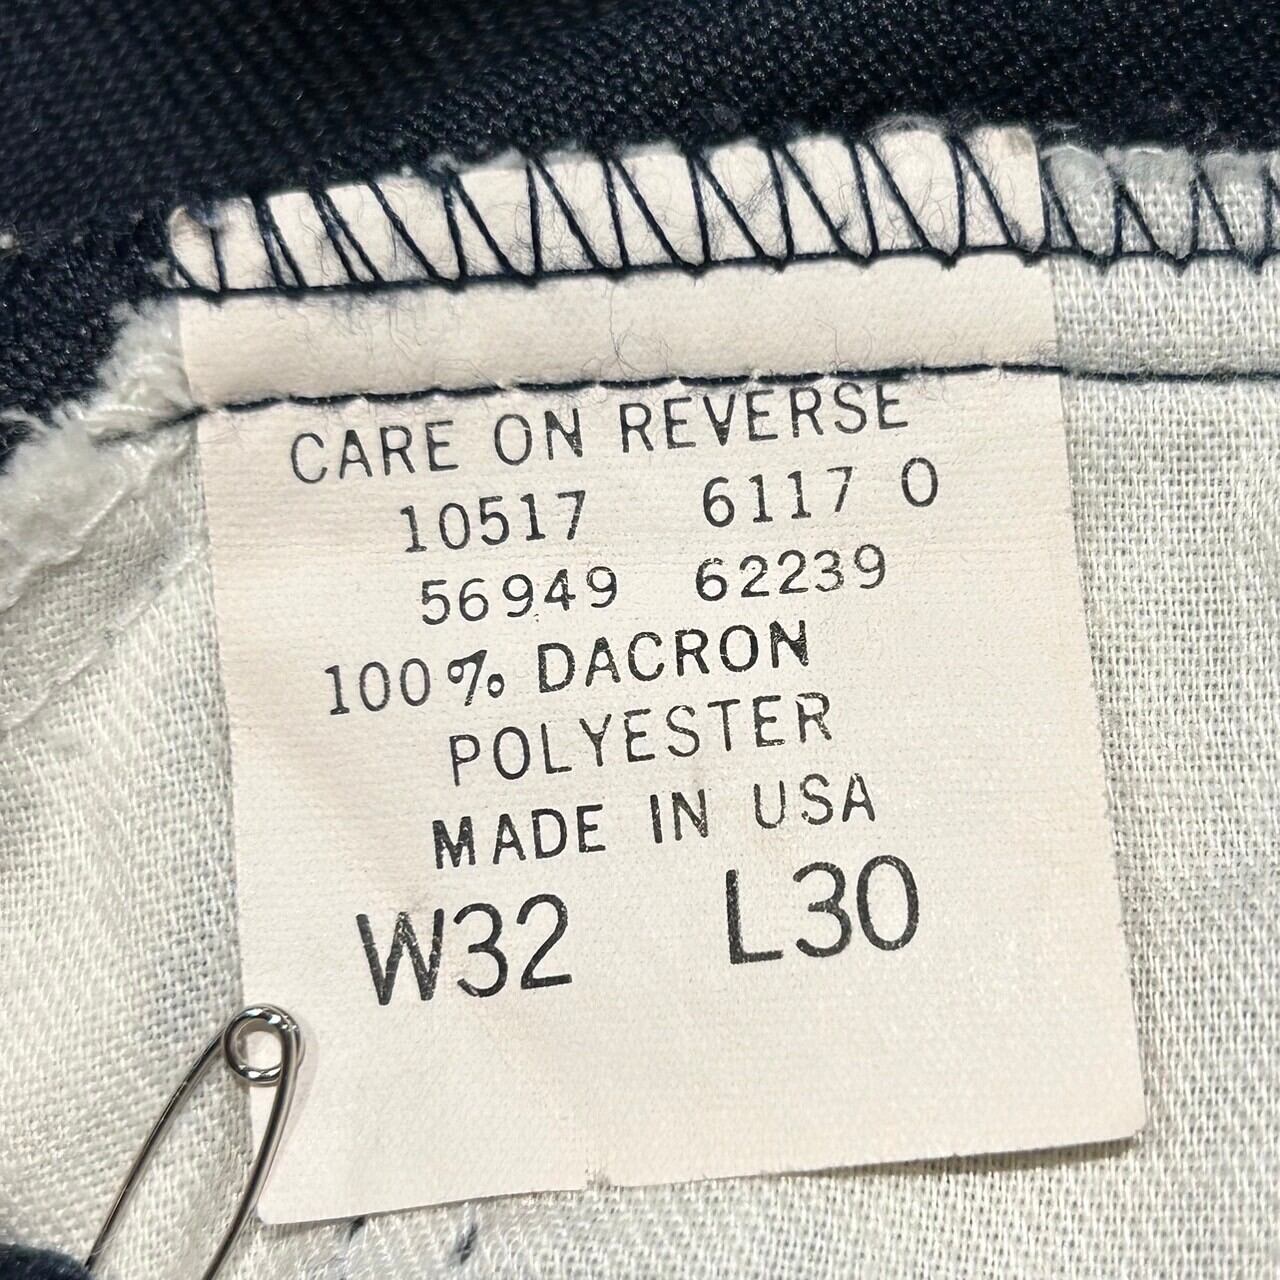 CARE ON REVERSE
10517 6117 0
56949 62239
100% DACRON
POLYESTER
MADE IN USA
W32 L30